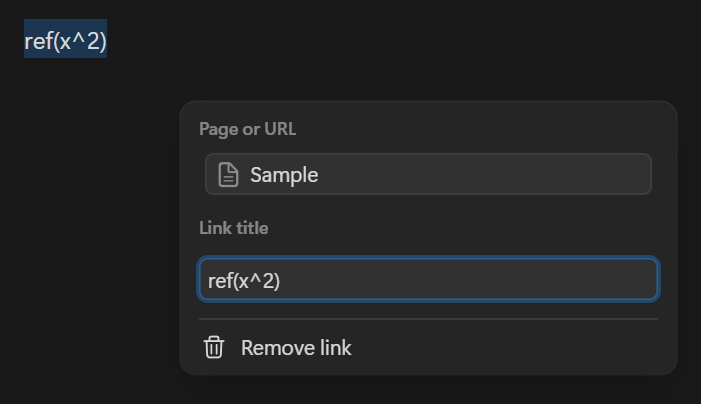 ref(x^2)
Page or URL
Sample
Link title
ref(x^2)
Remove link